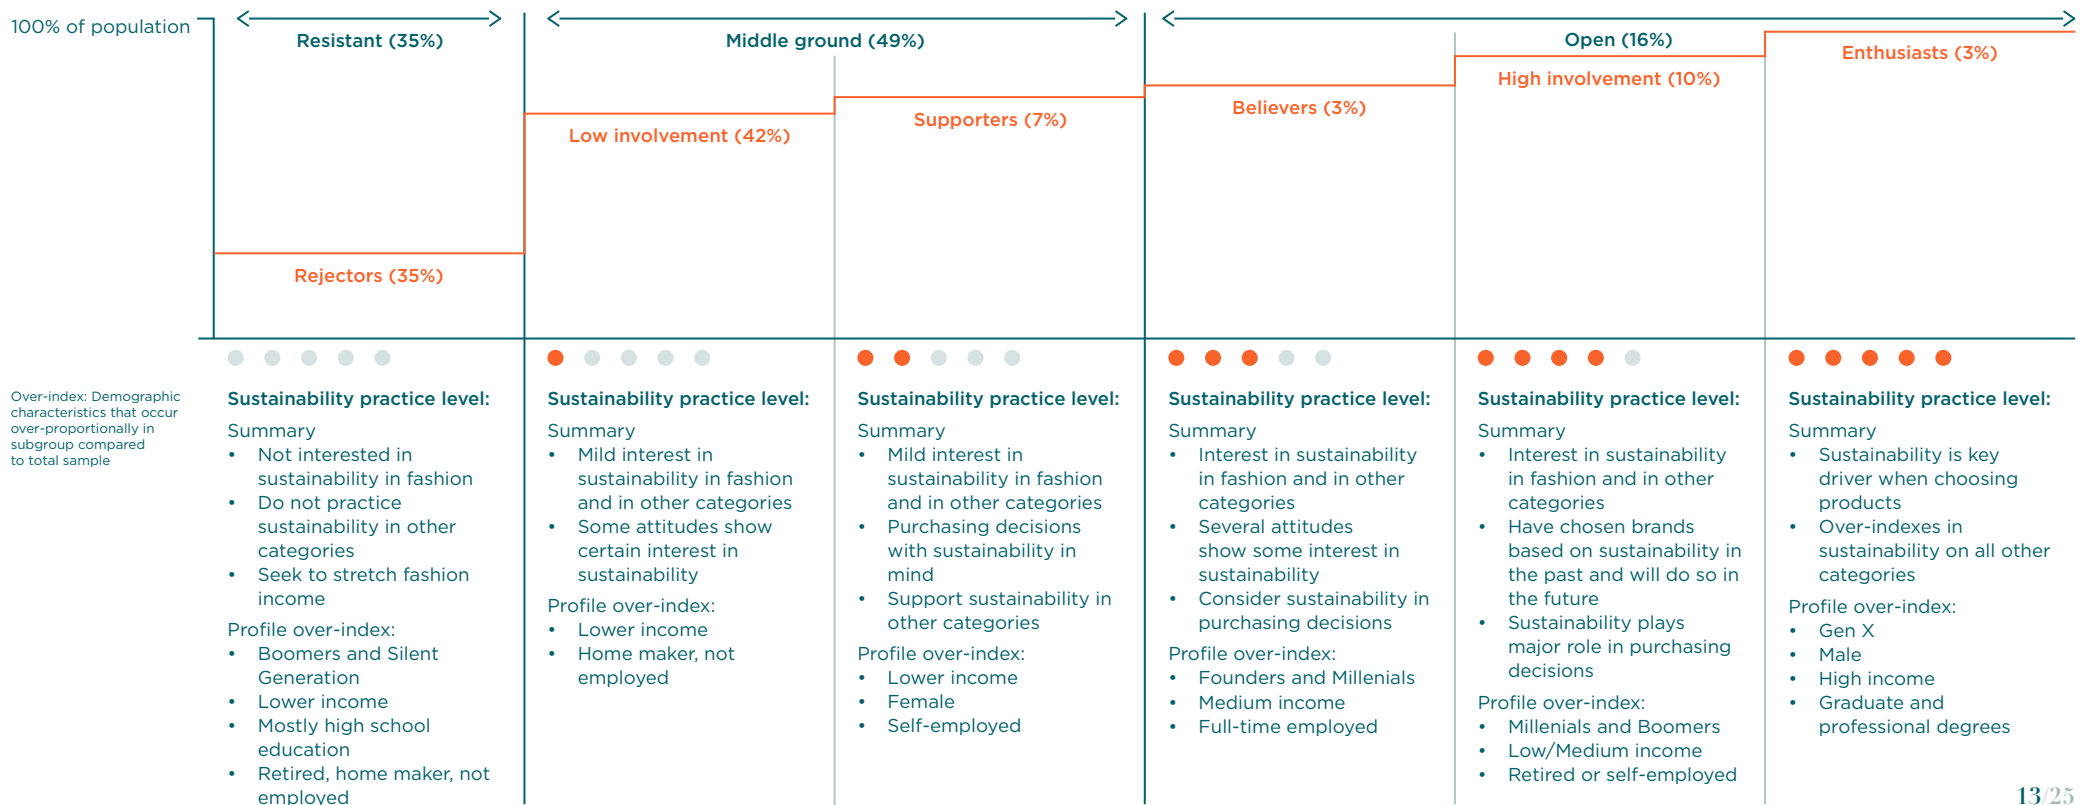 100% of population
Resistant (35%)
Middle ground (49%)
Open (16%)
Rejectors (35%)
Low involvement (42%)
Supporters (7%)
Believers (3%)
High involvement (10%)
Enthusiasts (3%)
Over-index: Demographic
characteristics that occur
over-proportionally in
subgroup compared
to total sample
Sustainability practice level:
Summary
• Not interested in
sustainability in fashion
• Do not practice
sustainability in other
categories
• Seek to stretch fashion
income
Profile over-index:
• Boomers and Silent
Generation
• Lower income
• Mostly high school
education
• Retired, home maker, not
employed
Sustainability practice level:
Summary
• Mild interest in
sustainability in fashion
and in other categories
• Some attitudes show
certain interest in
sustainability
Profile over-index:
• Lower income
• Home maker, not
employed
Sustainability practice level:
Summary
• Mild interest in
sustainability in fashion
and in other categories
• Purchasing decisions
with sustainability in
mind
• Support sustainability in
other categories
Profile over-index:
• Lower income
• Female
• Self-employed
Sustainability practice level:
Summary
• Interest in sustainability
in fashion and in other
categories
• Several attitudes
show some interest in
sustainability
• Consider sustainability in
purchasing decisions
Profile over-index:
• Founders and Millenials
• Medium income
• Full-time employed
Sustainability practice level:
Summary
• Interest in sustainability
in fashion and in other
categories
• Have chosen brands
based on sustainability in
the past and will do so in
the future
• Sustainability plays
major role in purchasing
decisions
Profile over-index:
• Millenials and Boomers
• Low/Medium income
• Retired or self-employed
Sustainability practice level:
Summary
• Sustainability is key
driver when choosing
products
• Over-indexes in
sustainability on all other
categories
Profile over-index:
• Gen X
• Male
• High income
• Graduate and
professional degrees
13/25